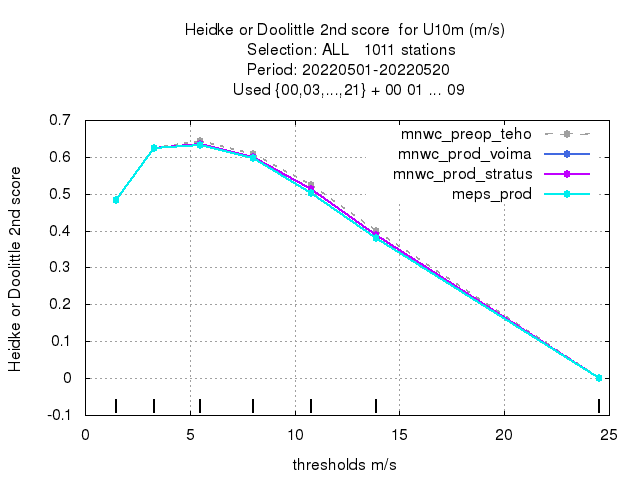 Heidke or Doolittle 2nd score  for U10m (m/s)
Selection: ALL   1011 stations
Period: 20220501-20220520
Used {00,03,...,21} + 00 01 ... 09
mnwc_preop_teho
mnwc_prod_voima
mnwc_prod_stratus
meps_prod
Heidke or Doolittle 2nd score
0.7
0.6
0.5
0.4
0.3
0.2
0.1
0
-0.1
0 5 10 15 20 25
thresholds m/s